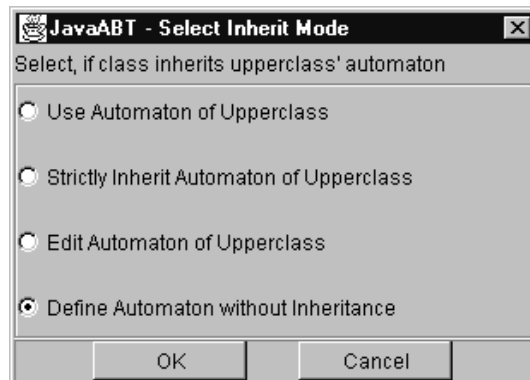 JavaABT - Select Inherit Mode
Select, if class inherits upperclass' automaton
Use Automaton of Upperclass
Strictly Inherit Automaton of Upperclass
Edit Automaton of Upperclass
Define Automaton without Inheritance
OK Cancel